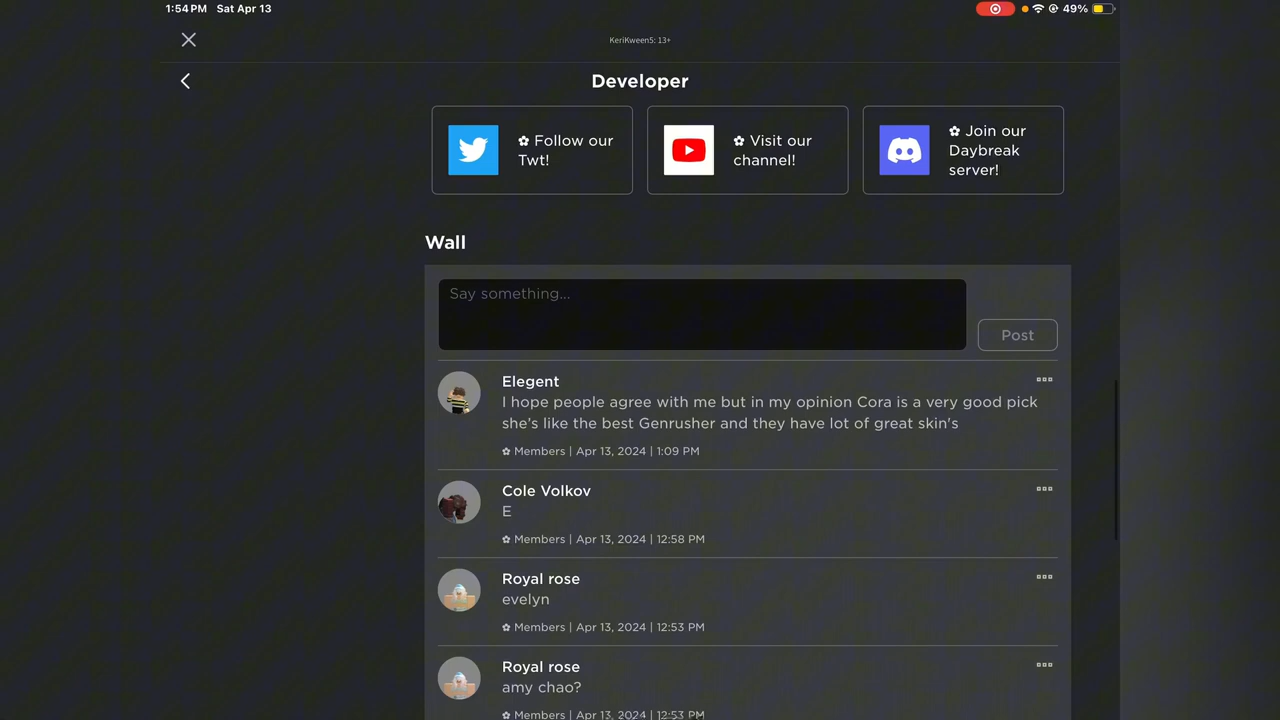 1:54 PM Sat Apr 13
49%
KeriKween5: 13+
Developer
✿ Follow our
Twt!
✿ Visit our
channel!
✿ Join our
Daybreak
server!
Wall
Say something...
Post
Elegent
I hope people agree with me but in my opinion Cora is a very good pick
she’s like the best Genrusher and they have lot of great skin's
✿ Members | Apr 13, 2024 | 1:09 PM
Cole Volkov
E
✿ Members | Apr 13, 2024 | 12:58 PM
Royal rose
evelyn
✿ Members | Apr 13, 2024 | 12:53 PM
Royal rose
amy chao?
✿ Members | Apr 13, 2024 | 12:53 PM